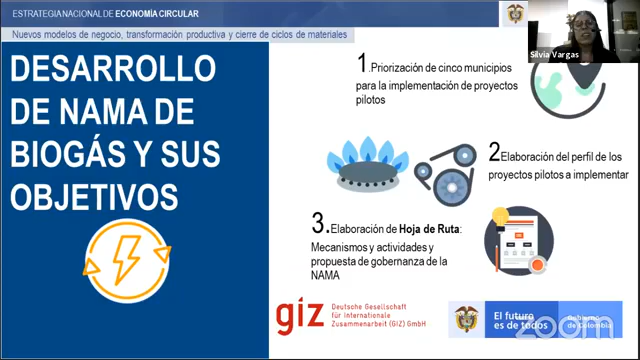 ESTRATEGIA NACIONAL DE ECONOMÍA CIRCULAR
Nuevos modelos de negocio, transformación productiva y cierre de ciclos de materiales
DESARROLLO
DE NAMA DE
BIOGÁS Y SUS
OBJETIVOS
1.Priorización de cinco municipios
para la implementación de proyectos
pilotos
2Elaboración del perfil de los
proyectos pilotos a implementar
3.Elaboración de Hoja de Ruta:
Mecanismos y actividades y
propuesta de gobernanza de la
NAMA
giz Deutsche Gesellschaft
für Internationale
Zusammenarbeit (GIZ) GmbH
El futuro
es de todos
Gobierno
de Colombia
zoom
Silvia Vargas